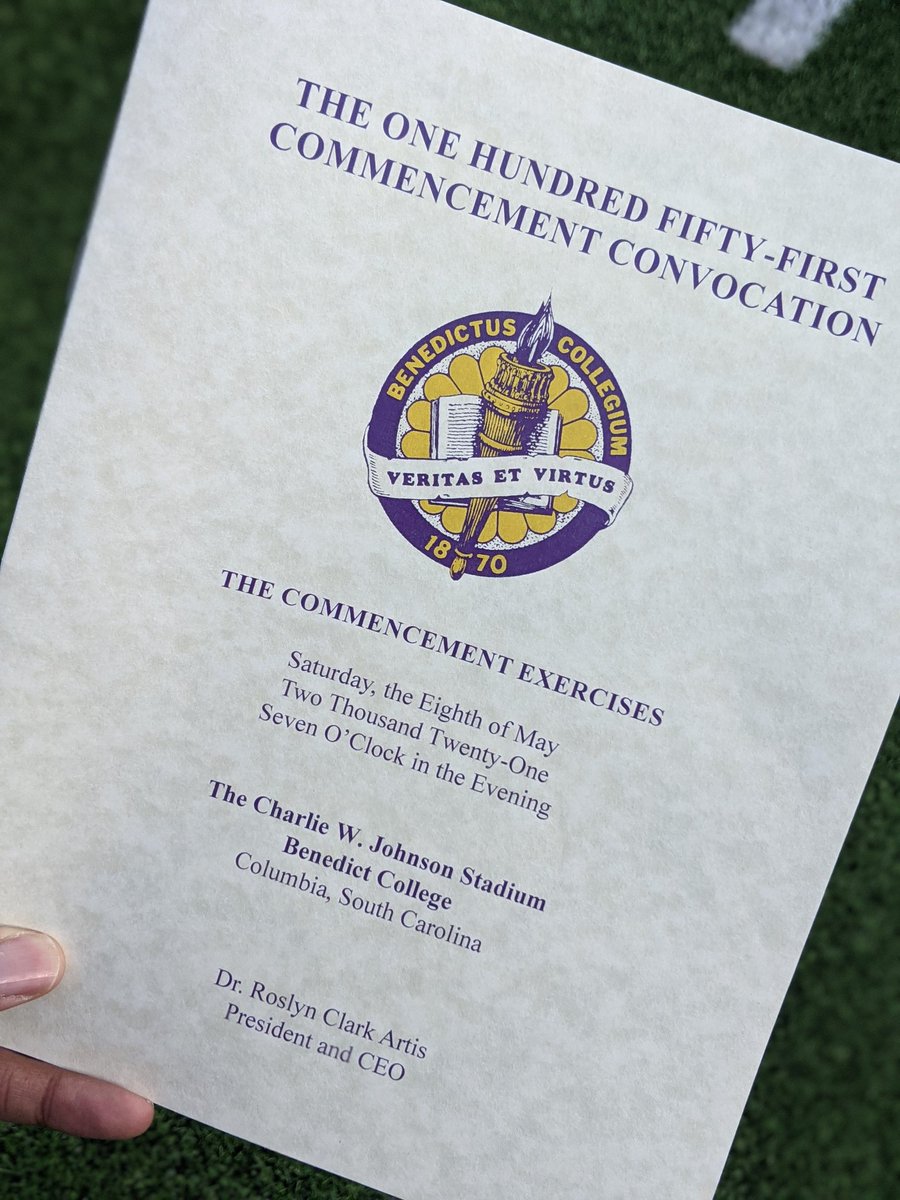 THE ONE HUNDRED FIFTY-FIRST
COMMENCEMENT CONVOCATION
BENEDICTUS COLLEGIUM
VERITAS ET VIRTUS
1870
THE COMMENCEMENT EXERCISES
Saturday, the Eighth of May
Two Thousand Twenty-One
Seven O'Clock in the Evening
The Charlie W. Johnson Stadium
Benedict College
Columbia, South Carolina
Dr. Roslyn Clark Artis
President and CEO